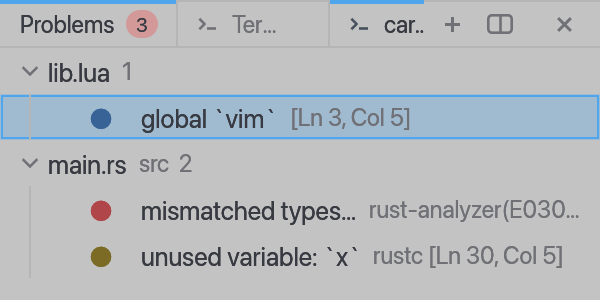 Problems 3 Ter... car..
lib.lua 1
global `vim` [Ln 3, Col 5]
main.rs src 2
mismatched types... rust-analyzer(E030...
unused variable: `x` rustc [Ln 30, Col 5]